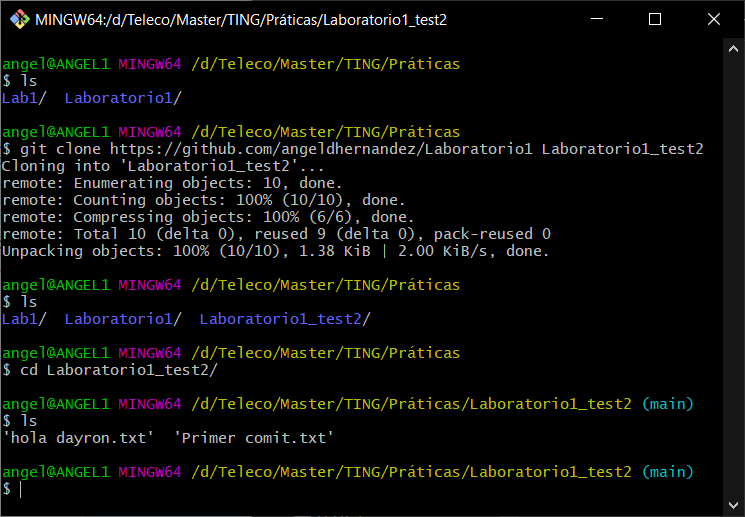 MINGW64:/d/Teleco/Master/TING/Práticas/Laboratorio1_test2
angel@ANGEL1 MINGW64 /d/Teleco/Master/TING/Práticas
$ ls
Lab1/  Laboratorio1/
angel@ANGEL1 MINGW64 /d/Teleco/Master/TING/Práticas
$ git clone https://github.com/angeldhernandez/Laboratorio1 Laboratorio1_test2
Cloning into 'Laboratorio1_test2'...
remote: Enumerating objects: 10, done.
remote: Counting objects: 100% (10/10), done.
remote: Compressing objects: 100% (6/6), done.
remote: Total 10 (delta 0), reused 9 (delta 0), pack-reused 0
Unpacking objects: 100% (10/10), 1.38 KiB | 2.00 KiB/s, done.
angel@ANGEL1 MINGW64 /d/Teleco/Master/TING/Práticas
$ ls
Lab1/  Laboratorio1/  Laboratorio1_test2/
angel@ANGEL1 MINGW64 /d/Teleco/Master/TING/Práticas
$ cd Laboratorio1_test2/
angel@ANGEL1 MINGW64 /d/Teleco/Master/TING/Práticas/Laboratorio1_test2 (main)
$ ls
'hola dayron.txt'  'Primer comit.txt'
angel@ANGEL1 MINGW64 /d/Teleco/Master/TING/Práticas/Laboratorio1_test2 (main)
$